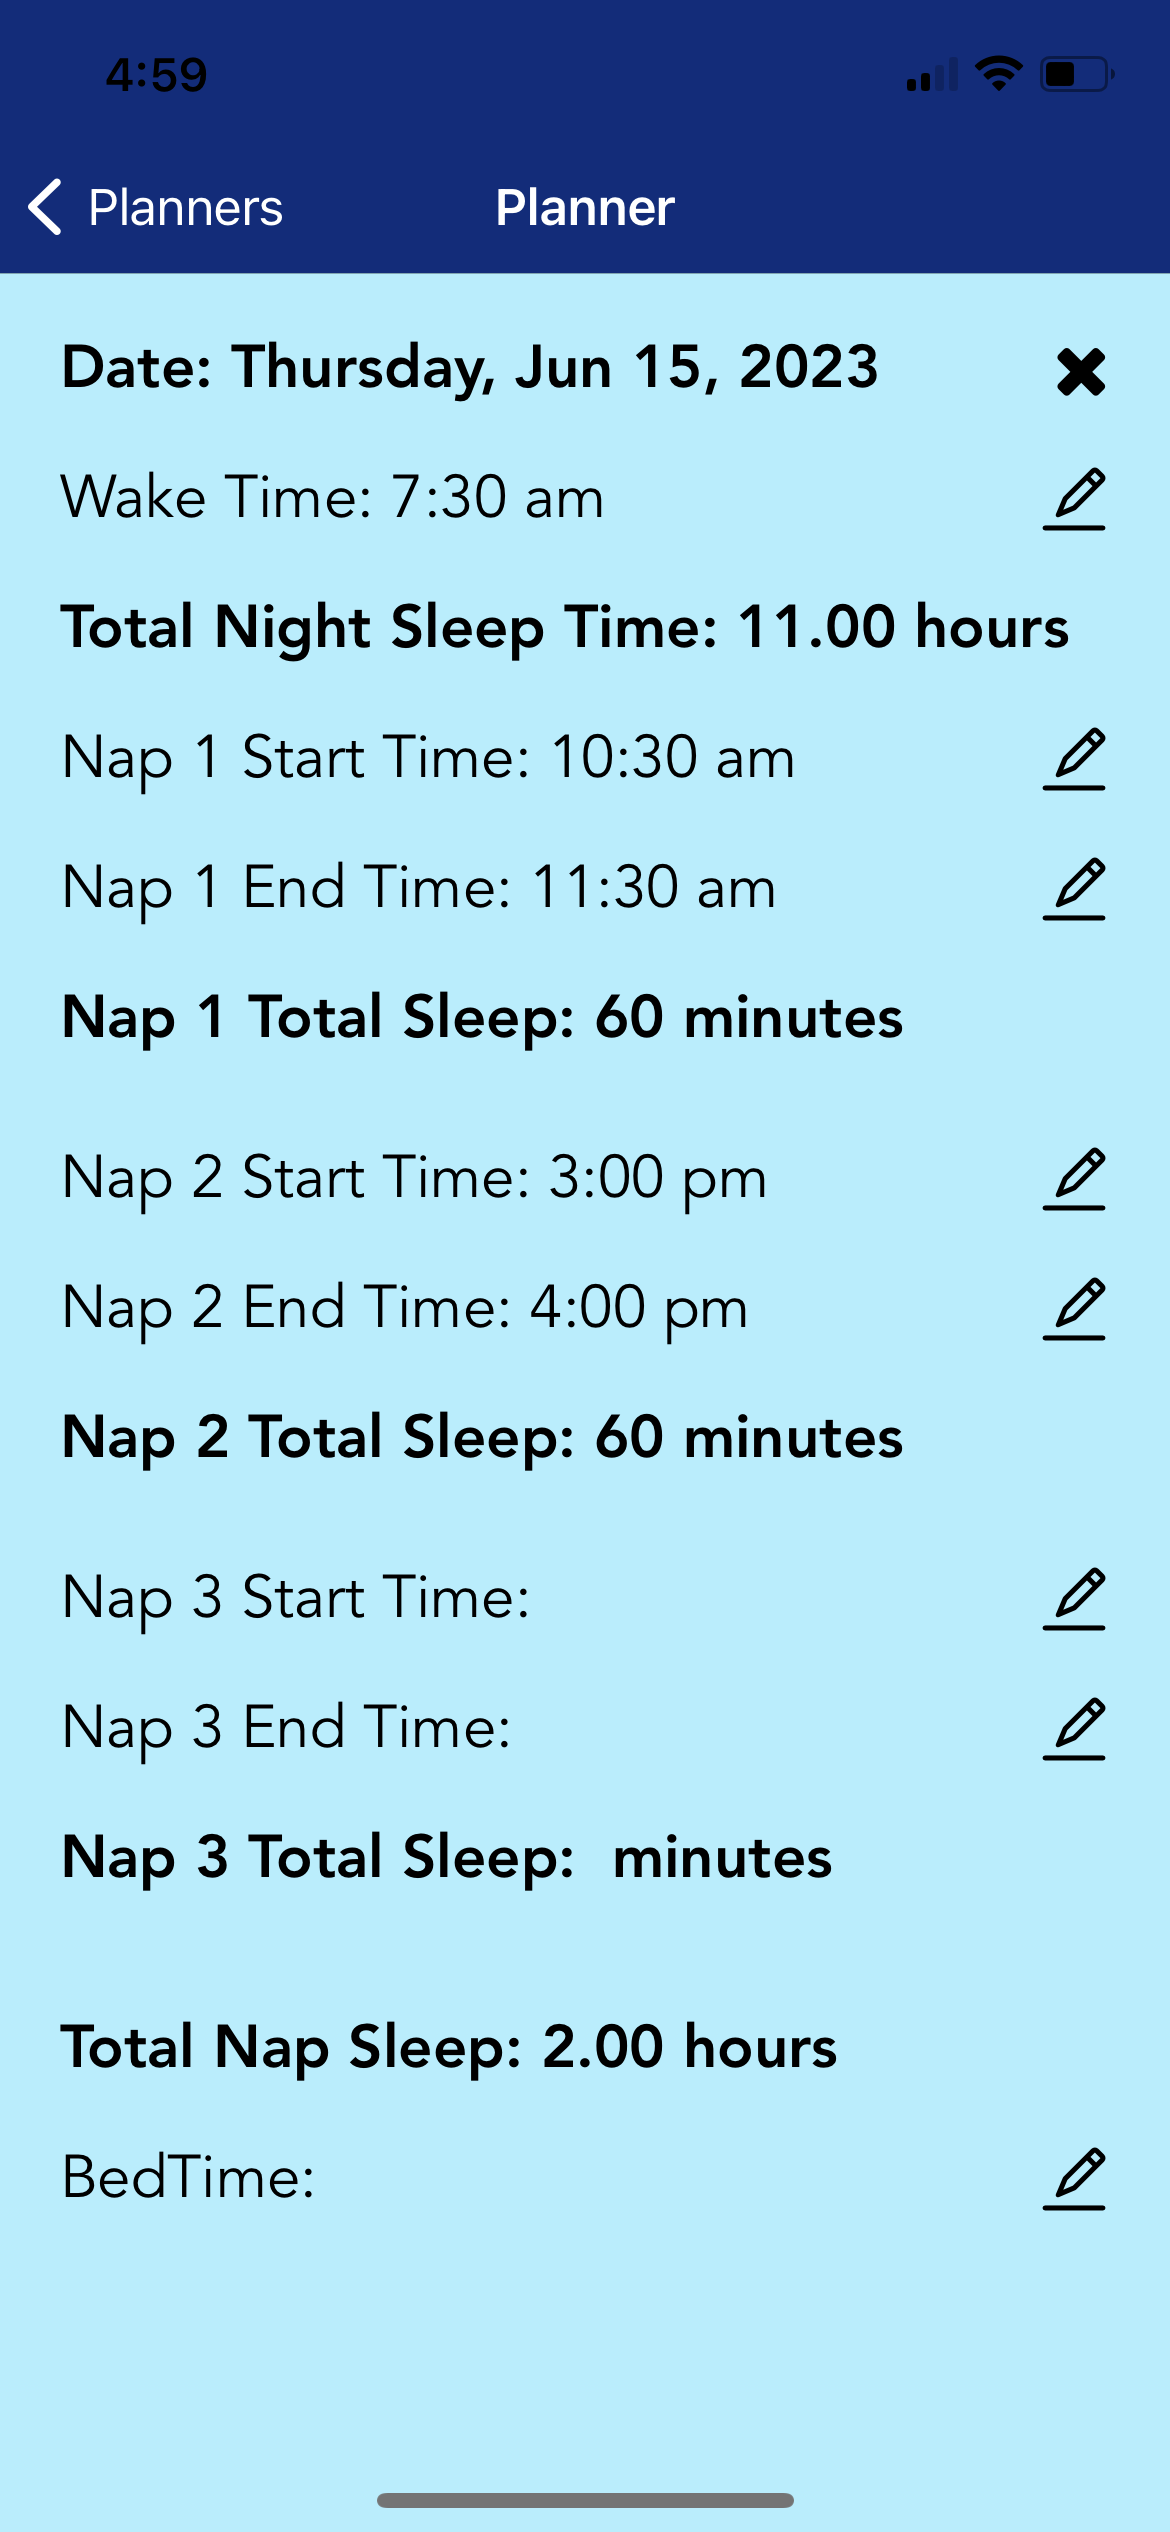 4:59
Planners
Planner
Date: Thursday, Jun 15, 2023
Wake Time: 7:30 am
Total Night Sleep Time: 11.00 hours
Nap 1 Start Time: 10:30 am
Nap 1 End Time: 11:30 am
Nap 1 Total Sleep: 60 minutes
Nap 2 Start Time: 3:00 pm
Nap 2 End Time: 4:00 pm
Nap 2 Total Sleep: 60 minutes
Nap 3 Start Time:
Nap 3 End Time:
Nap 3 Total Sleep:  minutes
Total Nap Sleep: 2.00 hours
BedTime: